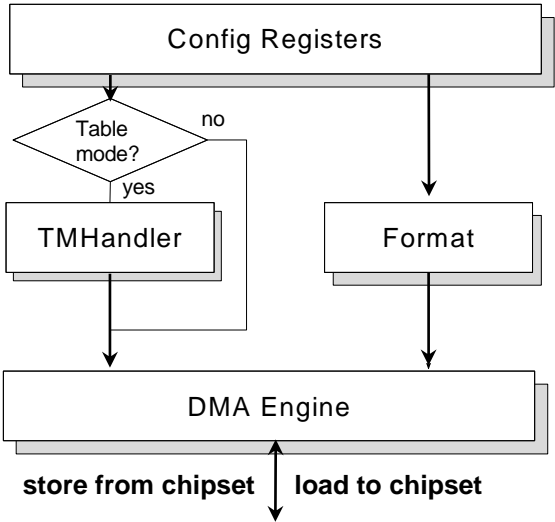 Config Registers
Table
mode?
no
yes
TMHandler
Format
DMA Engine
store from chipset
load to chipset